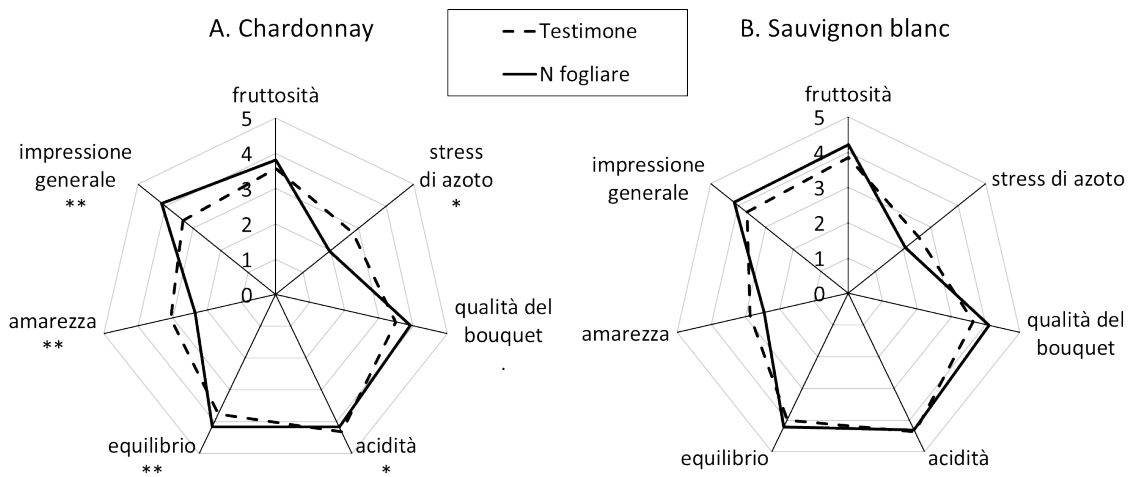 A. Chardonnay
Testimone
N fogliare
B. Sauvignon blanc
fruttosità
5
4
3
2
1
0
stress
di azoto
*
qualità del
bouquet
.
acidità
*
equilibrio
**
amarezza
**
impressione
generale
**
fruttosità
5
4
3
2
1
0
stress di azoto
qualità del
bouquet
acidità
equilibrio
amarezza
impressione
generale